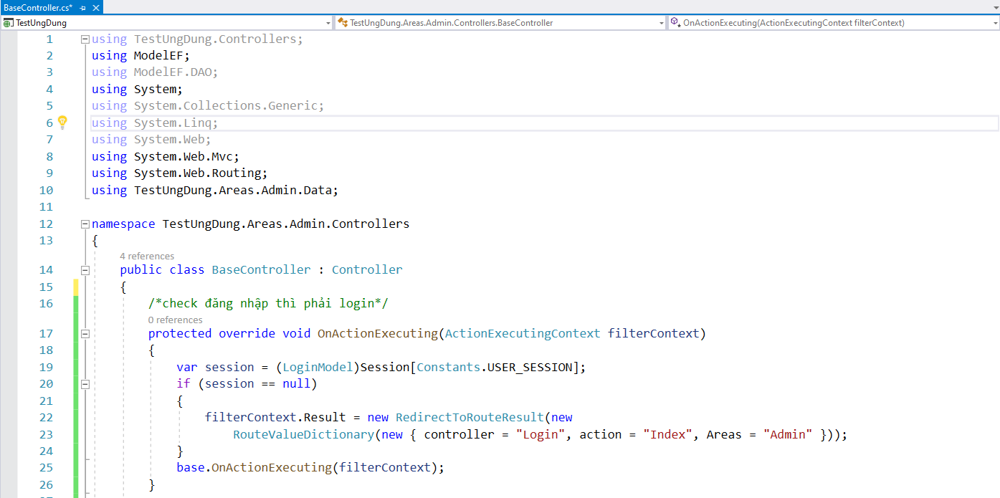 BaseController.cs*
TestUngDung TestUngDung.Areas.Admin.Controllers.BaseController OnActionExecuting(ActionExecutingContext filterContext)
1 using TestUngDung.Controllers;
2 using ModelEF;
3 using ModelEF.DAO;
4 using System;
5 using System.Collections.Generic;
6 using System.Linq;
7 using System.Web;
8 using System.Web.Mvc;
9 using System.Web.Routing;
10 using TestUngDung.Areas.Admin.Data;
11
12 namespace TestUngDung.Areas.Admin.Controllers
13 {
4 references
14 public class BaseController : Controller
15 {
16 /*check đăng nhập thì phải login*/
0 references
17 protected override void OnActionExecuting(ActionExecutingContext filterContext)
18 {
19 var session = (LoginModel)Session[Constants.USER_SESSION];
20 if (session == null)
21 {
22 filterContext.Result = new RedirectToRouteResult(new
23 RouteValueDictionary(new { controller = "Login", action = "Index", Areas = "Admin" }));
24 }
25 base.OnActionExecuting(filterContext);
26 }